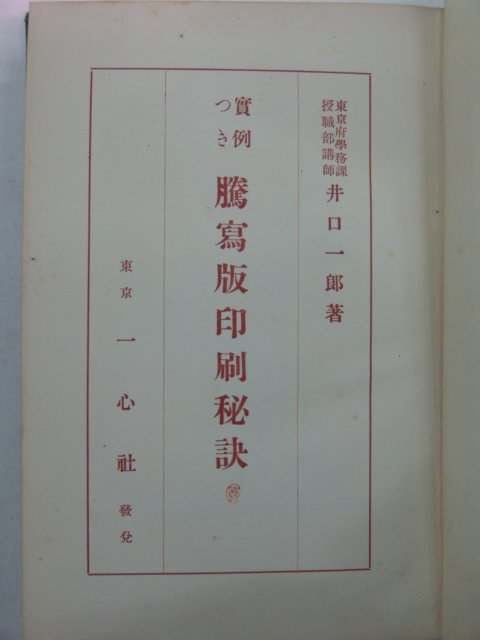 東京府學務課
授職部講師
井口一郎著
實例
つき
謄寫版印刷秘訣
東京 一心社 發兌